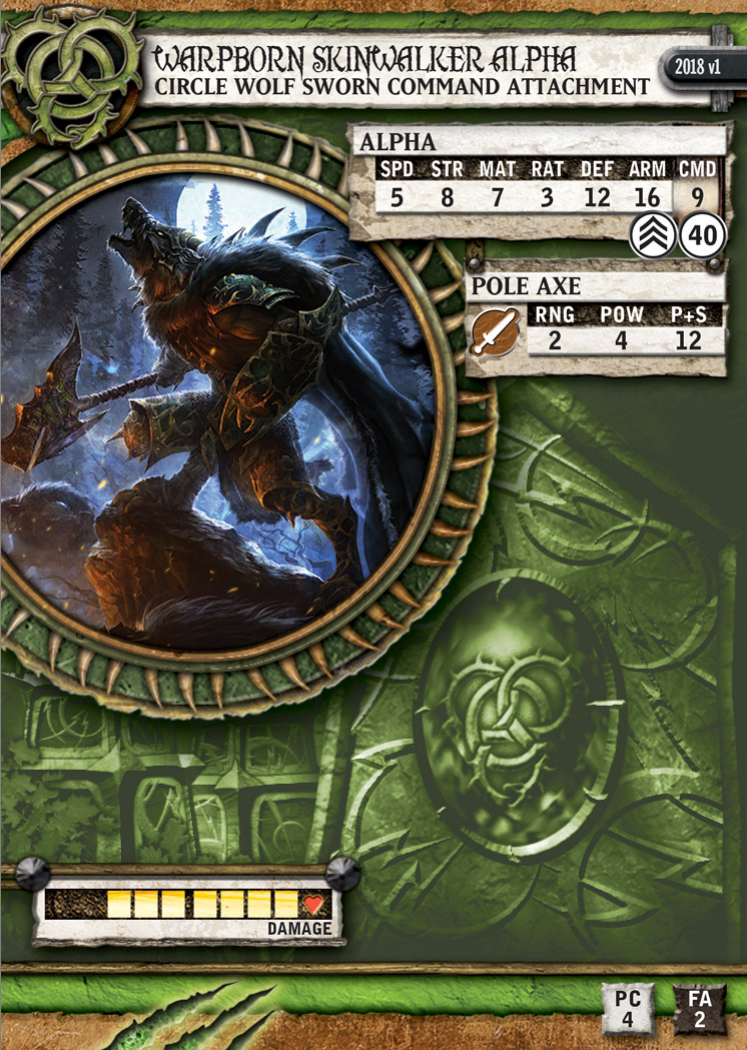 WARPBORN SKINWALKER ALPHA
CIRCLE WOLF SWORN COMMAND ATTACHMENT
2018 v1
ALPHA
SPD STR MAT RAT DEF ARM CMD
5 8 7 3 12 16 9
40
POLE AXE
RNG POW P+S
2 4 12
DAMAGE
PC FA
4 2